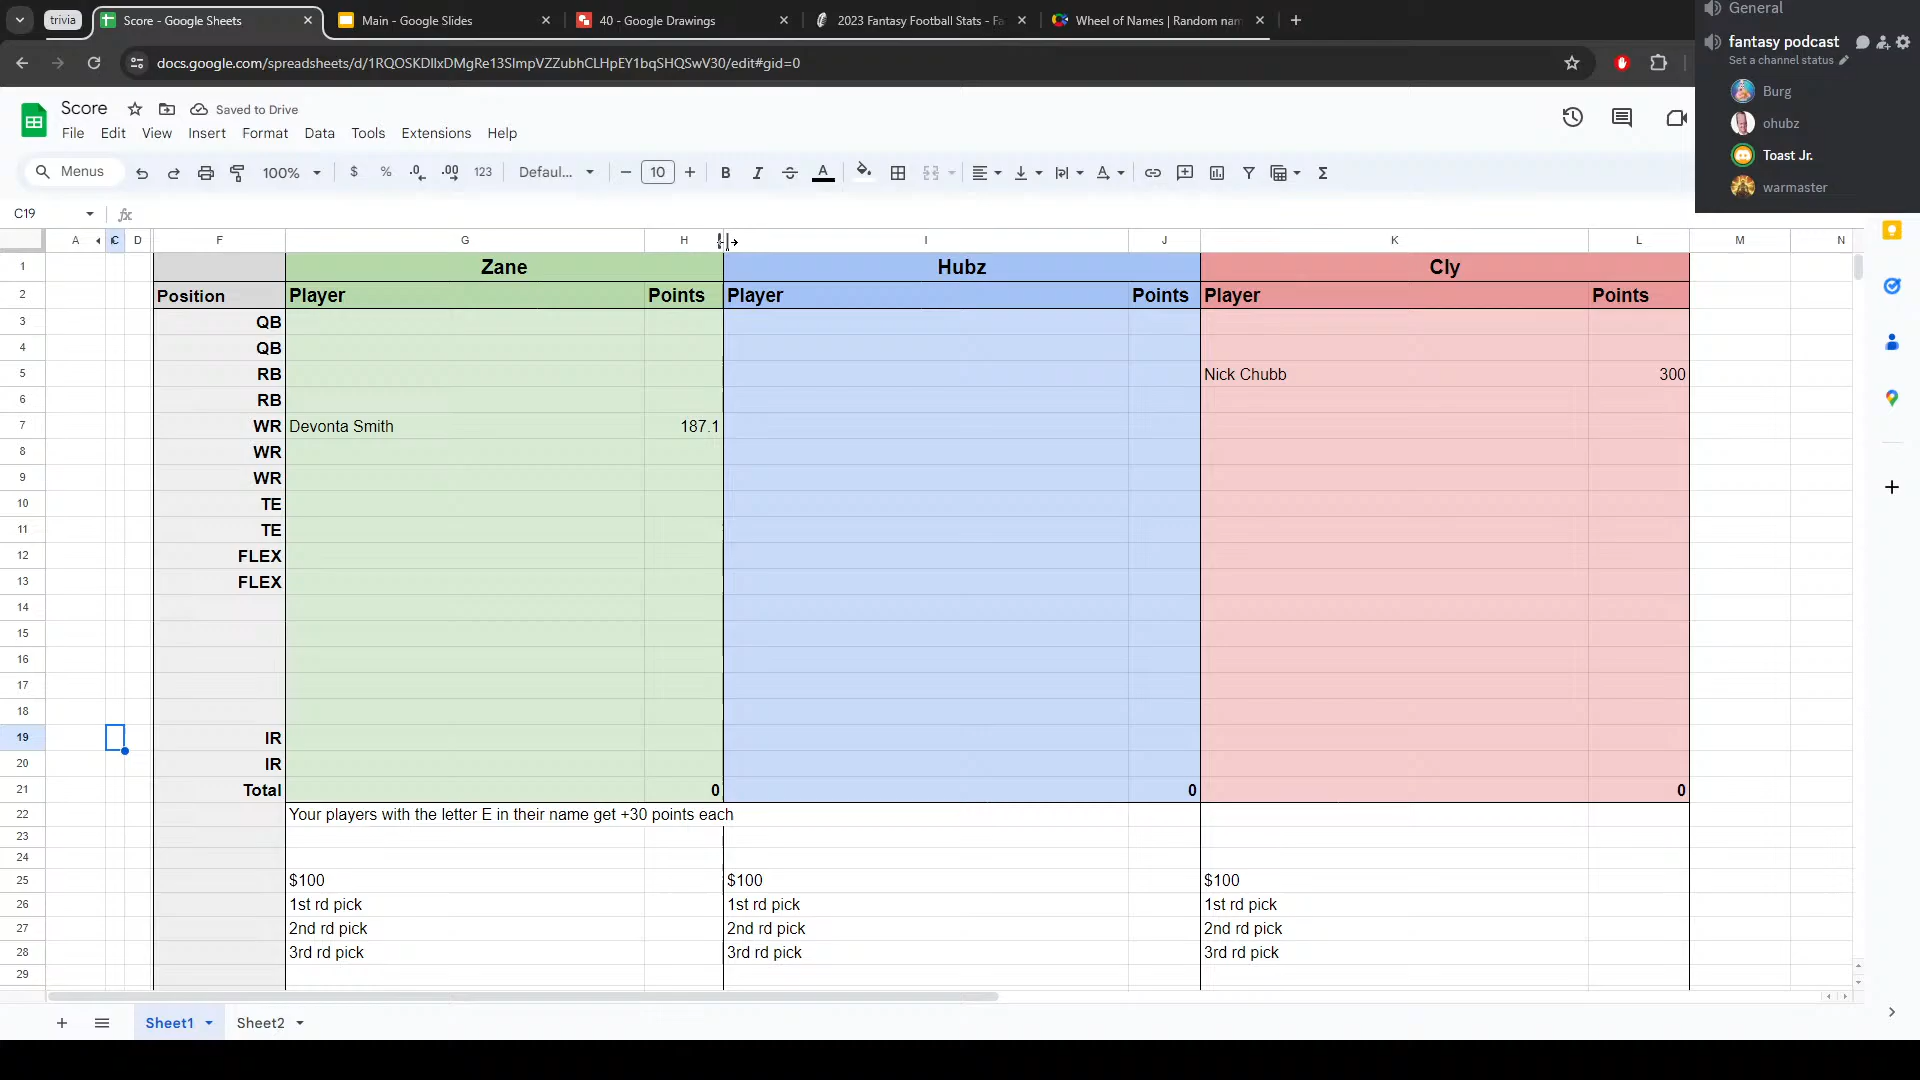 trivia
Score - Google Sheets
Main - Google Slides
40 - Google Drawings
2023 Fantasy Football Stats - Fa
Wheel of Names | Random nam
docs.google.com/spreadsheets/d/1RQOSKDIlxDMgRe13SlmpVZZubhCLHpEY1bqSHQSwV30/edit#gid=0
General
fantasy podcast
Set a channel status
Burg
ohubz
Toast Jr.
warmaster
Score
Saved to Drive
File Edit View Insert Format Data Tools Extensions Help
Menus 100% $ % .0 .00 123 Defaul... − 10 + B I A Σ
C19 fx
A C D F G H I J K L M N
1 Zane Hubz Cly
2 Position Player Points Player Points Player Points
3 QB
4 QB
5 RB Nick Chubb 300
6 RB
7 WR Devonta Smith 187.1
8 WR
9 WR
10 TE
11 TE
12 FLEX
13 FLEX
14
15
16
17
18
19 IR
20 IR
21 Total 0 0 0
22 Your players with the letter E in their name get +30 points each
23
24
25 $100 $100 $100
26 1st rd pick 1st rd pick 1st rd pick
27 2nd rd pick 2nd rd pick 2nd rd pick
28 3rd rd pick 3rd rd pick 3rd rd pick
29
Sheet1 Sheet2